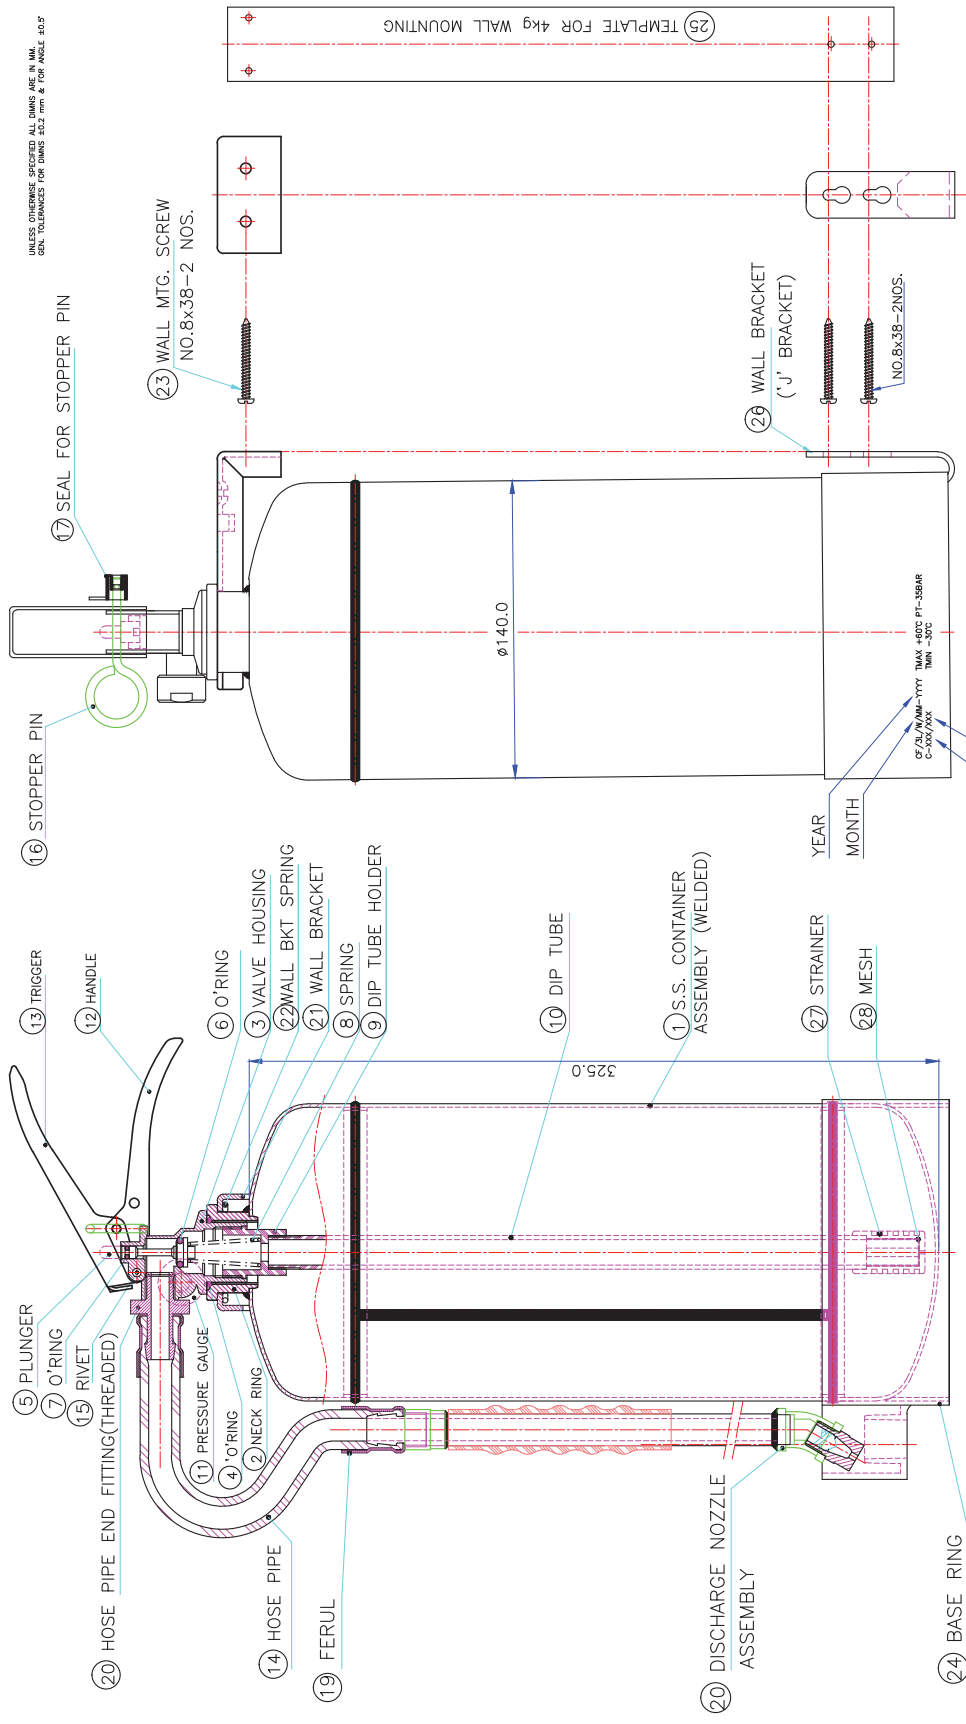 UNLESS OTHERWISE SPECIFIED ALL DIMNS ARE IN MM.
GEN. TOLERANCES FOR DIMNS ±0.2 mm & FOR ANGLE ±0.5°
5 PLUNGER
7 O'RING
15 RIVET
20 HOSE PIPE END FITTING(THREADED)
11 PRESSURE GAUGE
4 'O'RING
2 NECK RING
14 HOSE PIPE
19 FERUL
20 DISCHARGE NOZZLE
ASSEMBLY
24 BASE RING
13 TRIGGER
12 HANDLE
6 O'RING
3 VALVE HOUSING
22 WALL BKT SPRING
21 WALL BRACKET
8 SPRING
9 DIP TUBE HOLDER
10 DIP TUBE
1 S.S. CONTAINER
ASSEMBLY (WELDED)
27 STRAINER
28 MESH
325.0
16 STOPPER PIN
17 SEAL FOR STOPPER PIN
ø140.0
YEAR
MONTH
CF/3L/W/MM-YYYY TMAX +60°C PT-35BAR
C-XXX/XXX TMIN -30°C
23 WALL MTG. SCREW
NO.8x38-2 NOS.
26 WALL BRACKET
('J' BRACKET)
NO.8x38-2NOS.
25 TEMPLATE FOR 4kg WALL MOUNTING